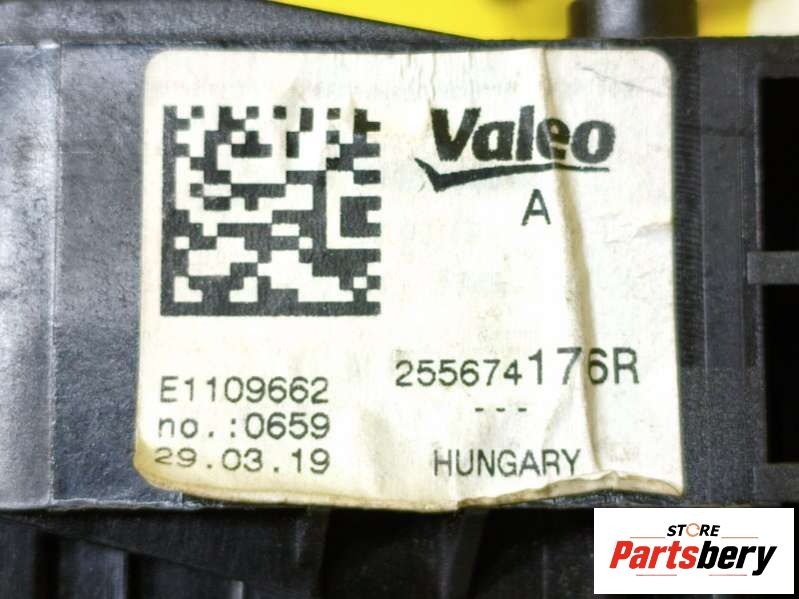 Valeo
A
E1109662
255674176R
no.:0659
- - -
29.03.19
HUNGARY
STORE
Partsbery